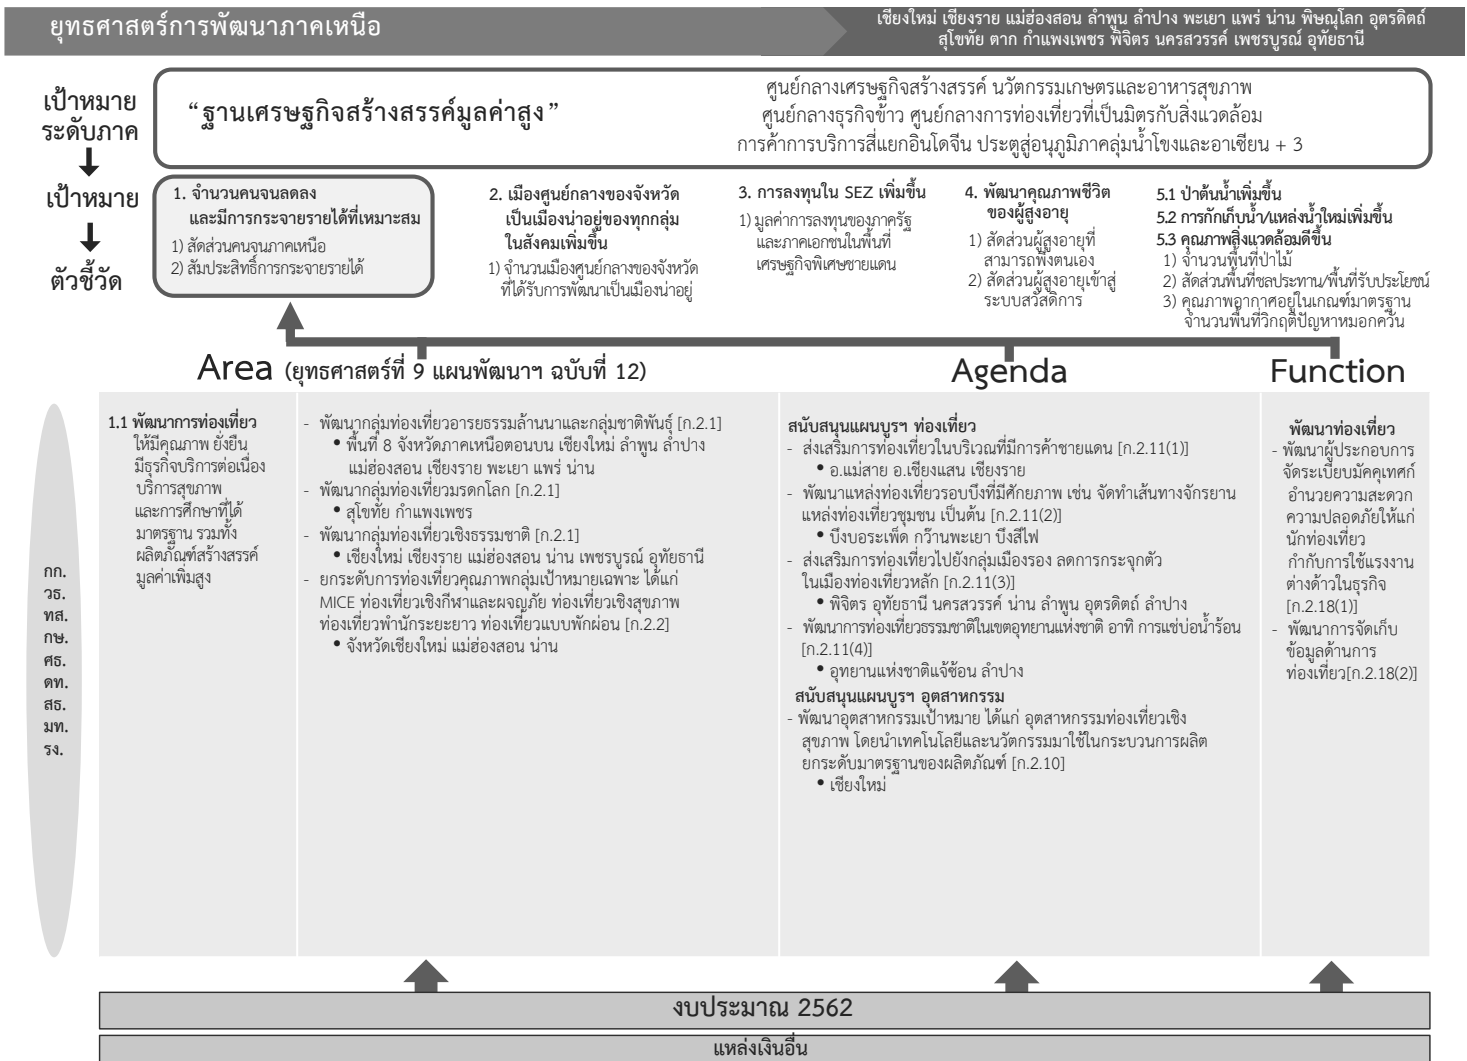 ยุทธศาสตร์การพัฒนาภาคเหนือ
เชียงใหม่ เชียงราย แม่ฮ่องสอน ลำพูน ลำปาง พะเยา แพร่ น่าน พิษณุโลก อุตรดิตถ์
สุโขทัย ตาก กำแพงเพชร พิจิตร นครสวรรค์ เพชรบูรณ์ อุทัยธานี
เป้าหมาย
ระดับภาค
“ฐานเศรษฐกิจสร้างสรรค์มูลค่าสูง”
ศูนย์กลางเศรษฐกิจสร้างสรรค์ นวัตกรรมเกษตรและอาหารสุขภาพ
ศูนย์กลางธุรกิจข้าว ศูนย์กลางการท่องเที่ยวที่เป็นมิตรกับสิ่งแวดล้อม
การค้าการบริการสี่แยกอินโดจีน ประตูสู่อนุภูมิภาคลุ่มน้ำโขงและอาเซียน + 3
เป้าหมาย
ตัวชี้วัด
1. จำนวนคนจนลดลง
และมีการกระจายรายได้ที่เหมาะสม
1) สัดส่วนคนจนภาคเหนือ
2) สัมประสิทธิ์การกระจายรายได้
2. เมืองศูนย์กลางของจังหวัด
เป็นเมืองน่าอยู่ของทุกกลุ่ม
ในสังคมเพิ่มขึ้น
1) จำนวนเมืองศูนย์กลางของจังหวัด
ที่ได้รับการพัฒนาเป็นเมืองน่าอยู่
3. การลงทุนใน SEZ เพิ่มขึ้น
1) มูลค่าการลงทุนของภาครัฐ
และภาคเอกชนในพื้นที่
เศรษฐกิจพิเศษชายแดน
4. พัฒนาคุณภาพชีวิต
ของผู้สูงอายุ
1) สัดส่วนผู้สูงอายุที่
สามารถพึ่งตนเอง
2) สัดส่วนผู้สูงอายุเข้าสู่
ระบบสวัสดิการ
5.1 ป่าต้นน้ำเพิ่มขึ้น
5.2 การกักเก็บน้ำ/แหล่งน้ำใหม่เพิ่มขึ้น
5.3 คุณภาพสิ่งแวดล้อมดีขึ้น
1) จำนวนพื้นที่ป่าไม้
2) สัดส่วนพื้นที่ชลประทาน/พื้นที่รับประโยชน์
3) คุณภาพอากาศอยู่ในเกณฑ์มาตรฐาน
จำนวนพื้นที่วิกฤติปัญหาหมอกควัน
Area (ยุทธศาสตร์ที่ 9 แผนพัฒนาฯ ฉบับที่ 12)
Agenda
Function
กก.
วธ.
ทส.
กษ.
ศธ.
ดท.
สธ.
มท.
รง.
1.1 พัฒนาการท่องเที่ยว
ให้มีคุณภาพ ยั่งยืน
มีธุรกิจบริการต่อเนื่อง
บริการสุขภาพ
และการศึกษาที่ได้
มาตรฐาน รวมทั้ง
ผลิตภัณฑ์สร้างสรรค์
มูลค่าเพิ่มสูง
- พัฒนากลุ่มท่องเที่ยวอารยธรรมล้านนาและกลุ่มชาติพันธุ์ [ก.2.1]
• พื้นที่ 8 จังหวัดภาคเหนือตอนบน เชียงใหม่ ลำพูน ลำปาง
แม่ฮ่องสอน เชียงราย พะเยา แพร่ น่าน
- พัฒนากลุ่มท่องเที่ยวมรดกโลก [ก.2.1]
• สุโขทัย กำแพงเพชร
- พัฒนากลุ่มท่องเที่ยวเชิงธรรมชาติ [ก.2.1]
• เชียงใหม่ เชียงราย แม่ฮ่องสอน น่าน เพชรบูรณ์ อุทัยธานี
- ยกระดับการท่องเที่ยวคุณภาพกลุ่มเป้าหมายเฉพาะ ได้แก่
MICE ท่องเที่ยวเชิงกีฬาและผจญภัย ท่องเที่ยวเชิงสุขภาพ
ท่องเที่ยวพำนักระยะยาว ท่องเที่ยวแบบพักผ่อน [ก.2.2]
• จังหวัดเชียงใหม่ แม่ฮ่องสอน น่าน
สนับสนุนแผนบูรฯ ท่องเที่ยว
- ส่งเสริมการท่องเที่ยวในบริเวณที่มีการค้าชายแดน [ก.2.11(1)]
• อ.แม่สาย อ.เชียงแสน เชียงราย
- พัฒนาแหล่งท่องเที่ยวรอบบึงที่มีศักยภาพ เช่น จัดทำเส้นทางจักรยาน
แหล่งท่องเที่ยวชุมชน เป็นต้น [ก.2.11(2)]
• บึงบอระเพ็ด กว๊านพะเยา บึงสีไฟ
- ส่งเสริมการท่องเที่ยวไปยังกลุ่มเมืองรอง ลดการกระจุกตัว
ในเมืองท่องเที่ยวหลัก [ก.2.11(3)]
• พิจิตร อุทัยธานี นครสวรรค์ น่าน ลำพูน อุตรดิตถ์ ลำปาง
- พัฒนาการท่องเที่ยวธรรมชาติในเขตอุทยานแห่งชาติ อาทิ การแช่บ่อน้ำร้อน
[ก.2.11(4)]
• อุทยานแห่งชาติแจ้ซ้อน ลำปาง
สนับสนุนแผนบูรฯ อุตสาหกรรม
- พัฒนาอุตสาหกรรมเป้าหมาย ได้แก่ อุตสาหกรรมท่องเที่ยวเชิง
สุขภาพ โดยนำเทคโนโลยีและนวัตกรรมมาใช้ในกระบวนการผลิต
ยกระดับมาตรฐานของผลิตภัณฑ์ [ก.2.10]
• เชียงใหม่
พัฒนาท่องเที่ยว
- พัฒนาผู้ประกอบการ
จัดระเบียบมัคคุเทศก์
อำนวยความสะดวก
ความปลอดภัยให้แก่
นักท่องเที่ยว
กำกับการใช้แรงงาน
ต่างด้าวในธุรกิจ
[ก.2.18(1)]
- พัฒนาการจัดเก็บ
ข้อมูลด้านการ
ท่องเที่ยว[ก.2.18(2)]
งบประมาณ 2562
แหล่งเงินอื่น